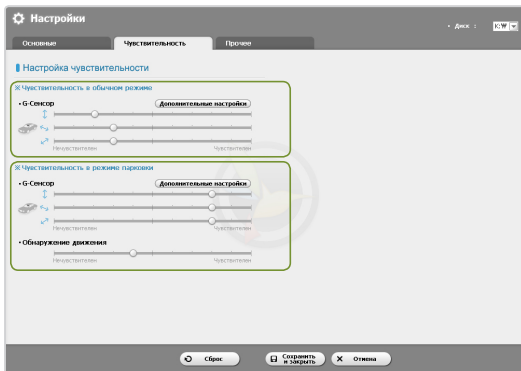 Настройки
• Диск : K:₩
Основные Чувствительность Прочее
Настройка чувствительности
※ Чувствительность в обычном режиме
• G-Сенсор Дополнительные настройки
Нечувствителен Чувствителен
※ Чувствительность в режиме парковки
• G-Сенсор Дополнительные настройки
Нечувствителен Чувствителен
• Обнаружение движения
Нечувствителен Чувствителен
Сброс Сохранить и закрыть X Отмена